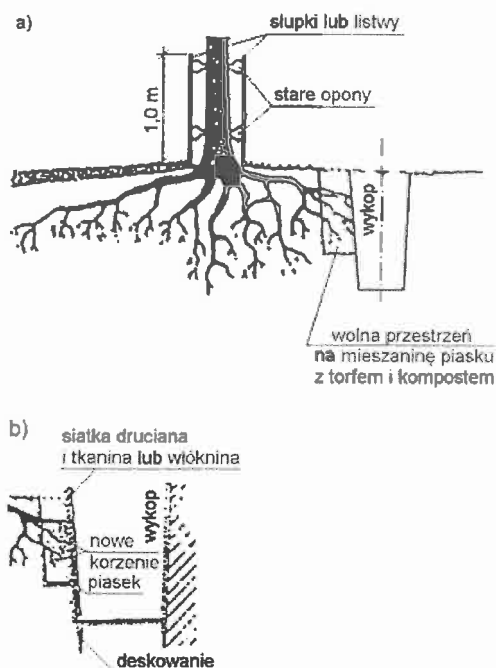 a)
słupki lub listwy
stare opony
1,0 m
wykop
wolna przestrzeń
na mieszaninę piasku
z torfem i kompostem
b)
siatka druciana
i tkanina lub włóknina
wykop
nowe
korzenie
piasek
deskowanie